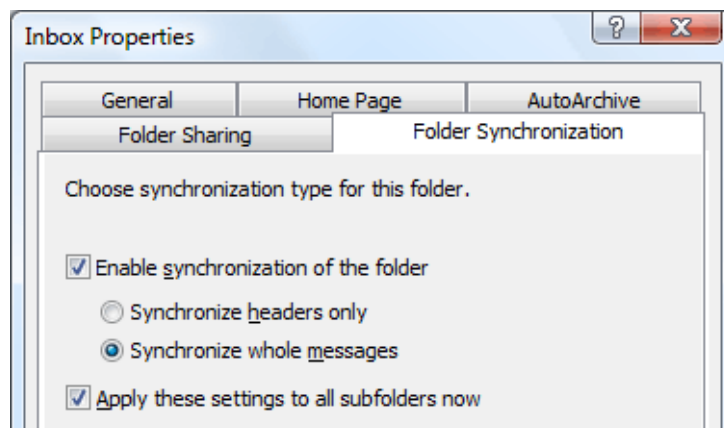 Inbox Properties
General Home Page AutoArchive
Folder Sharing Folder Synchronization
Choose synchronization type for this folder.
Enable synchronization of the folder
Synchronize headers only
Synchronize whole messages
Apply these settings to all subfolders now